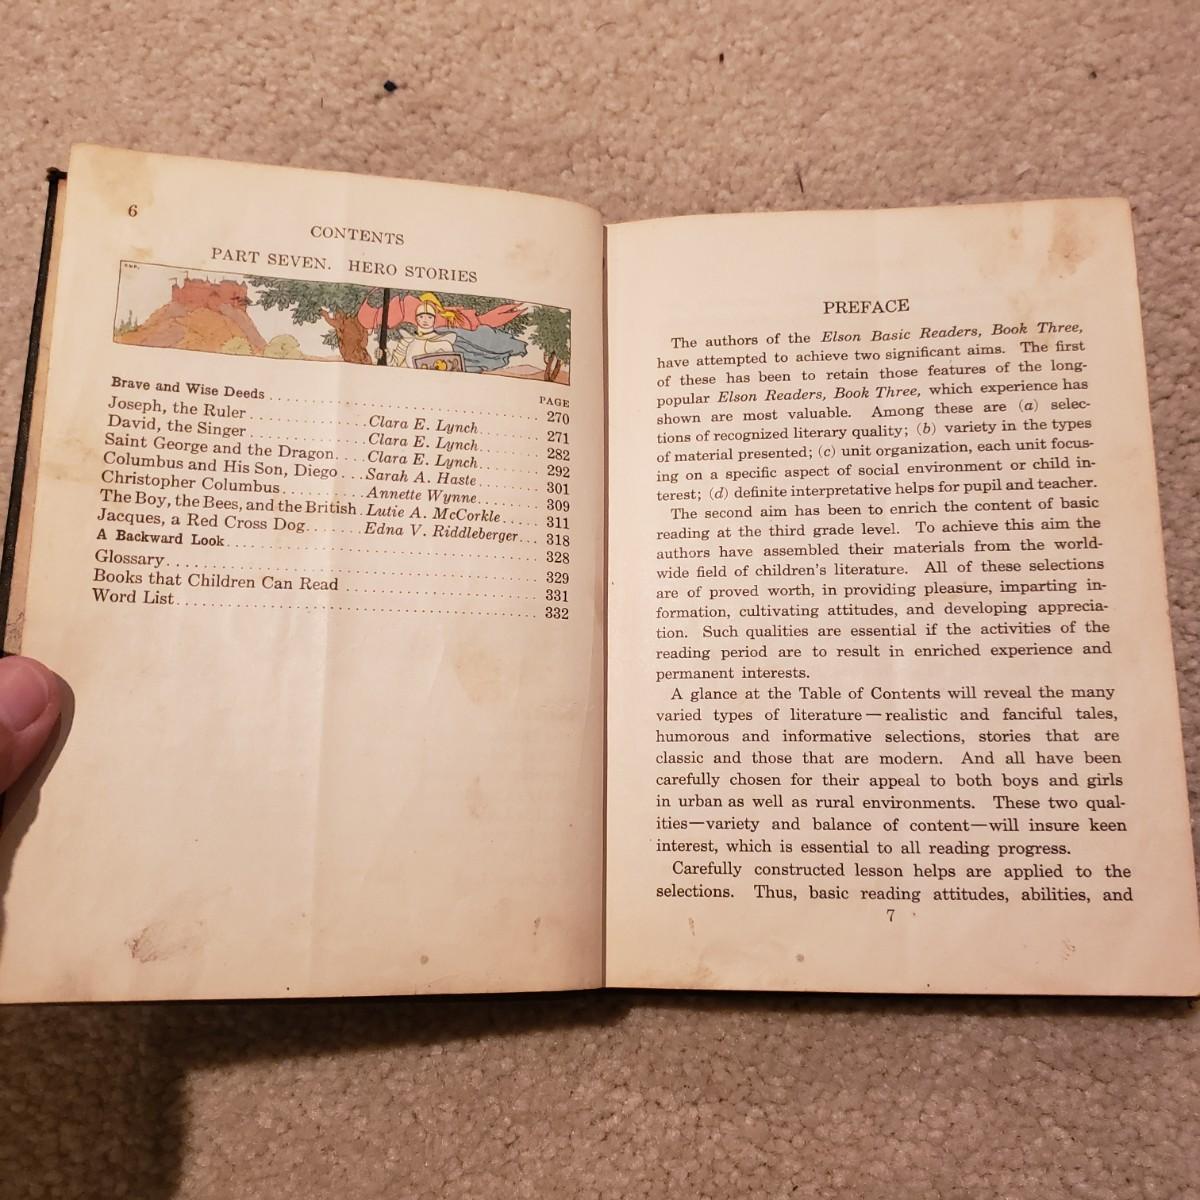 6
CONTENTS
PART SEVEN. HERO STORIES
PAGE
Brave and Wise Deeds . . . . . . . . . . . . . . . . . . . . . . . . . . . . 270
Joseph, the Ruler . . . . . . . . . . . . Clara E. Lynch . . . . . . . . 271
David, the Singer . . . . . . . . . . . . Clara E. Lynch . . . . . . . . 282
Saint George and the Dragon . . . . Clara E. Lynch . . . . . . . . 292
Columbus and His Son, Diego . . . Sarah A. Haste . . . . . . . . 301
Christopher Columbus . . . . . . . . . Annette Wynne . . . . . . . . 309
The Boy, the Bees, and the British . Lutie A. McCorkle . . . . . 311
Jacques, a Red Cross Dog . . . . . . . Edna V. Riddleberger . . . 318
A Backward Look . . . . . . . . . . . . . . . . . . . . . . . . . . . . 328
Glossary . . . . . . . . . . . . . . . . . . . . . . . . . . . . 329
Books that Children Can Read . . . . . . . . . . . . . . . . . . . . 331
Word List . . . . . . . . . . . . . . . . . . . . . . . . . . . . 332
PREFACE
The authors of the Elson Basic Readers, Book Three,
have attempted to achieve two significant aims. The first
of these has been to retain those features of the long-
popular Elson Readers, Book Three, which experience has
shown are most valuable. Among these are (a) selec-
tions of recognized literary quality; (b) variety in the types
of material presented; (c) unit organization, each unit focus-
ing on a specific aspect of social environment or child in-
terest; (d) definite interpretative helps for pupil and teacher.
The second aim has been to enrich the content of basic
reading at the third grade level. To achieve this aim the
authors have assembled their materials from the world-
wide field of children's literature. All of these selections
are of proved worth, in providing pleasure, imparting in-
formation, cultivating attitudes, and developing apprecia-
tion. Such qualities are essential if the activities of the
reading period are to result in enriched experience and
permanent interests.
A glance at the Table of Contents will reveal the many
varied types of literature—realistic and fanciful tales,
humorous and informative selections, stories that are
classic and those that are modern. And all have been
carefully chosen for their appeal to both boys and girls
in urban as well as rural environments. These two qual-
ities—variety and balance of content—will insure keen
interest, which is essential to all reading progress.
Carefully constructed lesson helps are applied to the
selections. Thus, basic reading attitudes, abilities, and
7